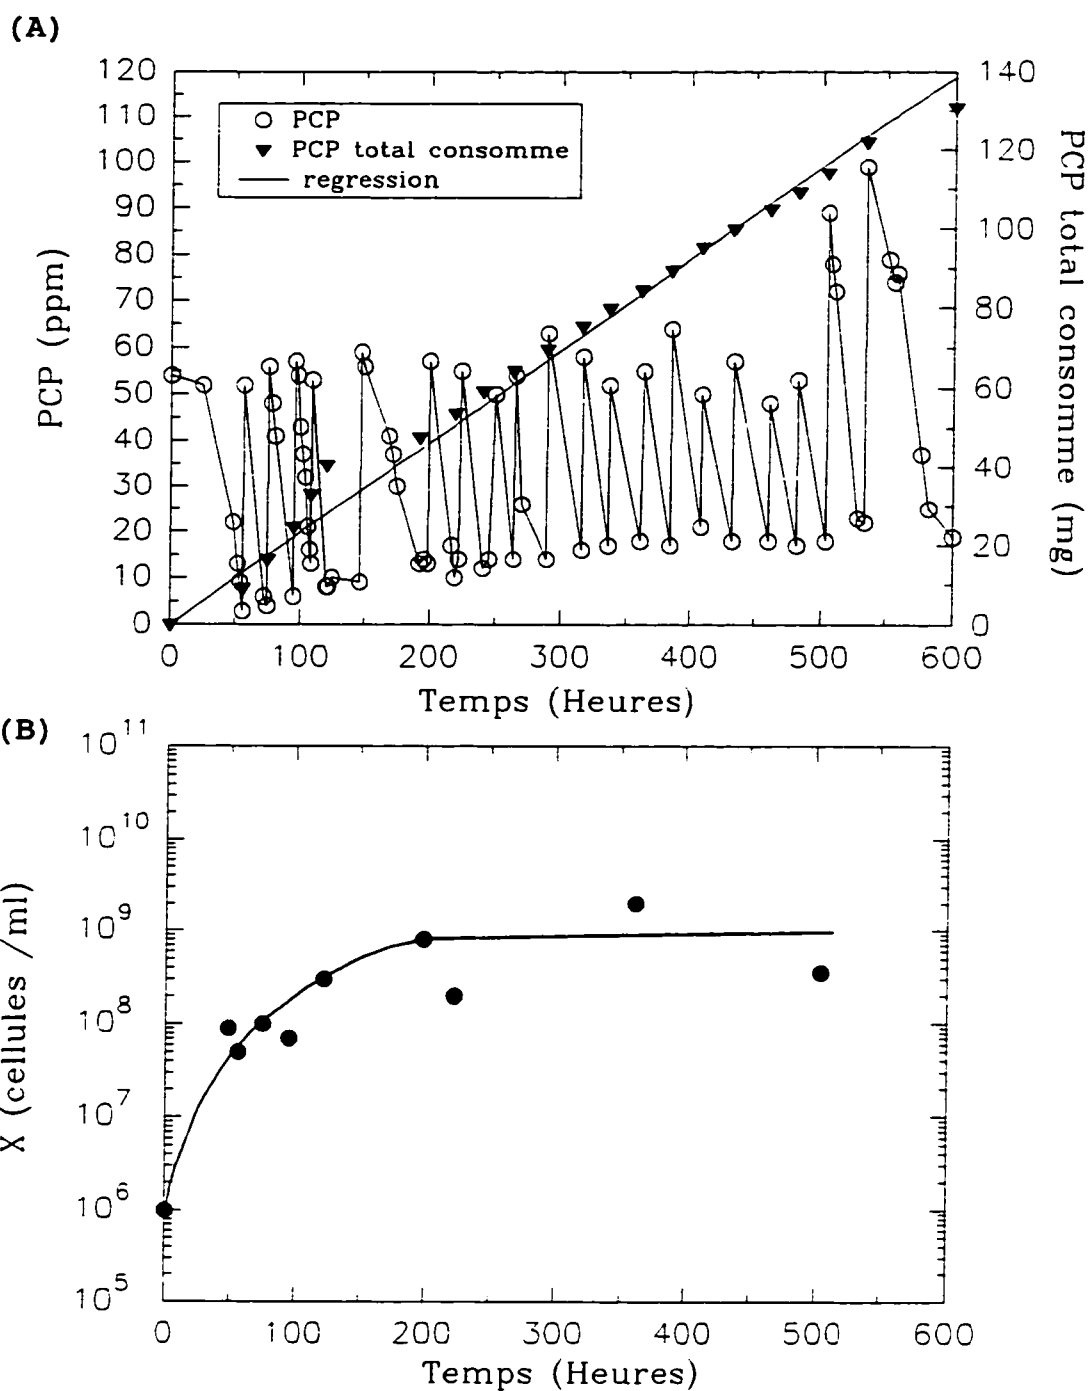 (A)
120
110
100
90
80
70
60
50
40
30
20
10
0
PCP (ppm)
PCP
PCP total consomme
regression
140
120
100
80
60
40
20
0
PCP total consomme (mg)
0 100 200 300 400 500 600
Temps (Heures)
(B)
10^11
10^10
10^9
10^8
10^7
10^6
10^5
X (cellules /ml)
0 100 200 300 400 500 600
Temps (Heures)